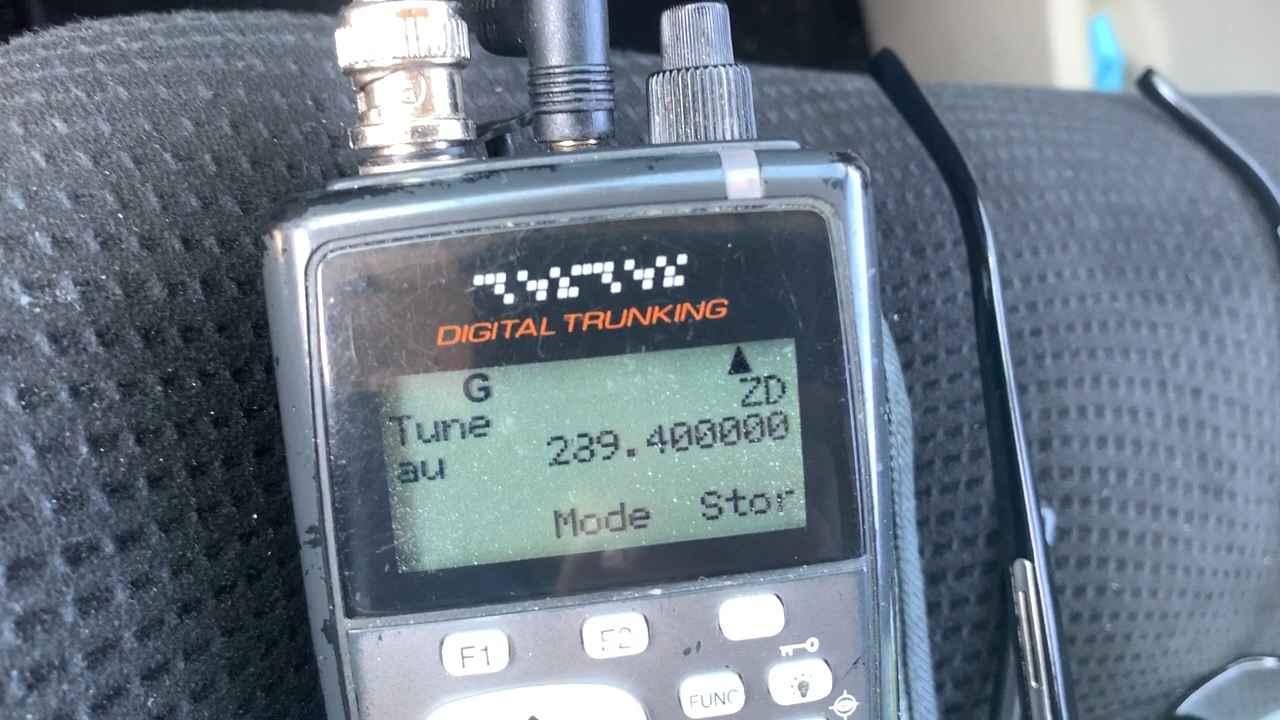 DIGITAL TRUNKING
G
ZD
Tune
239.400000
au
Mode Stor
F1
F2
FUNC